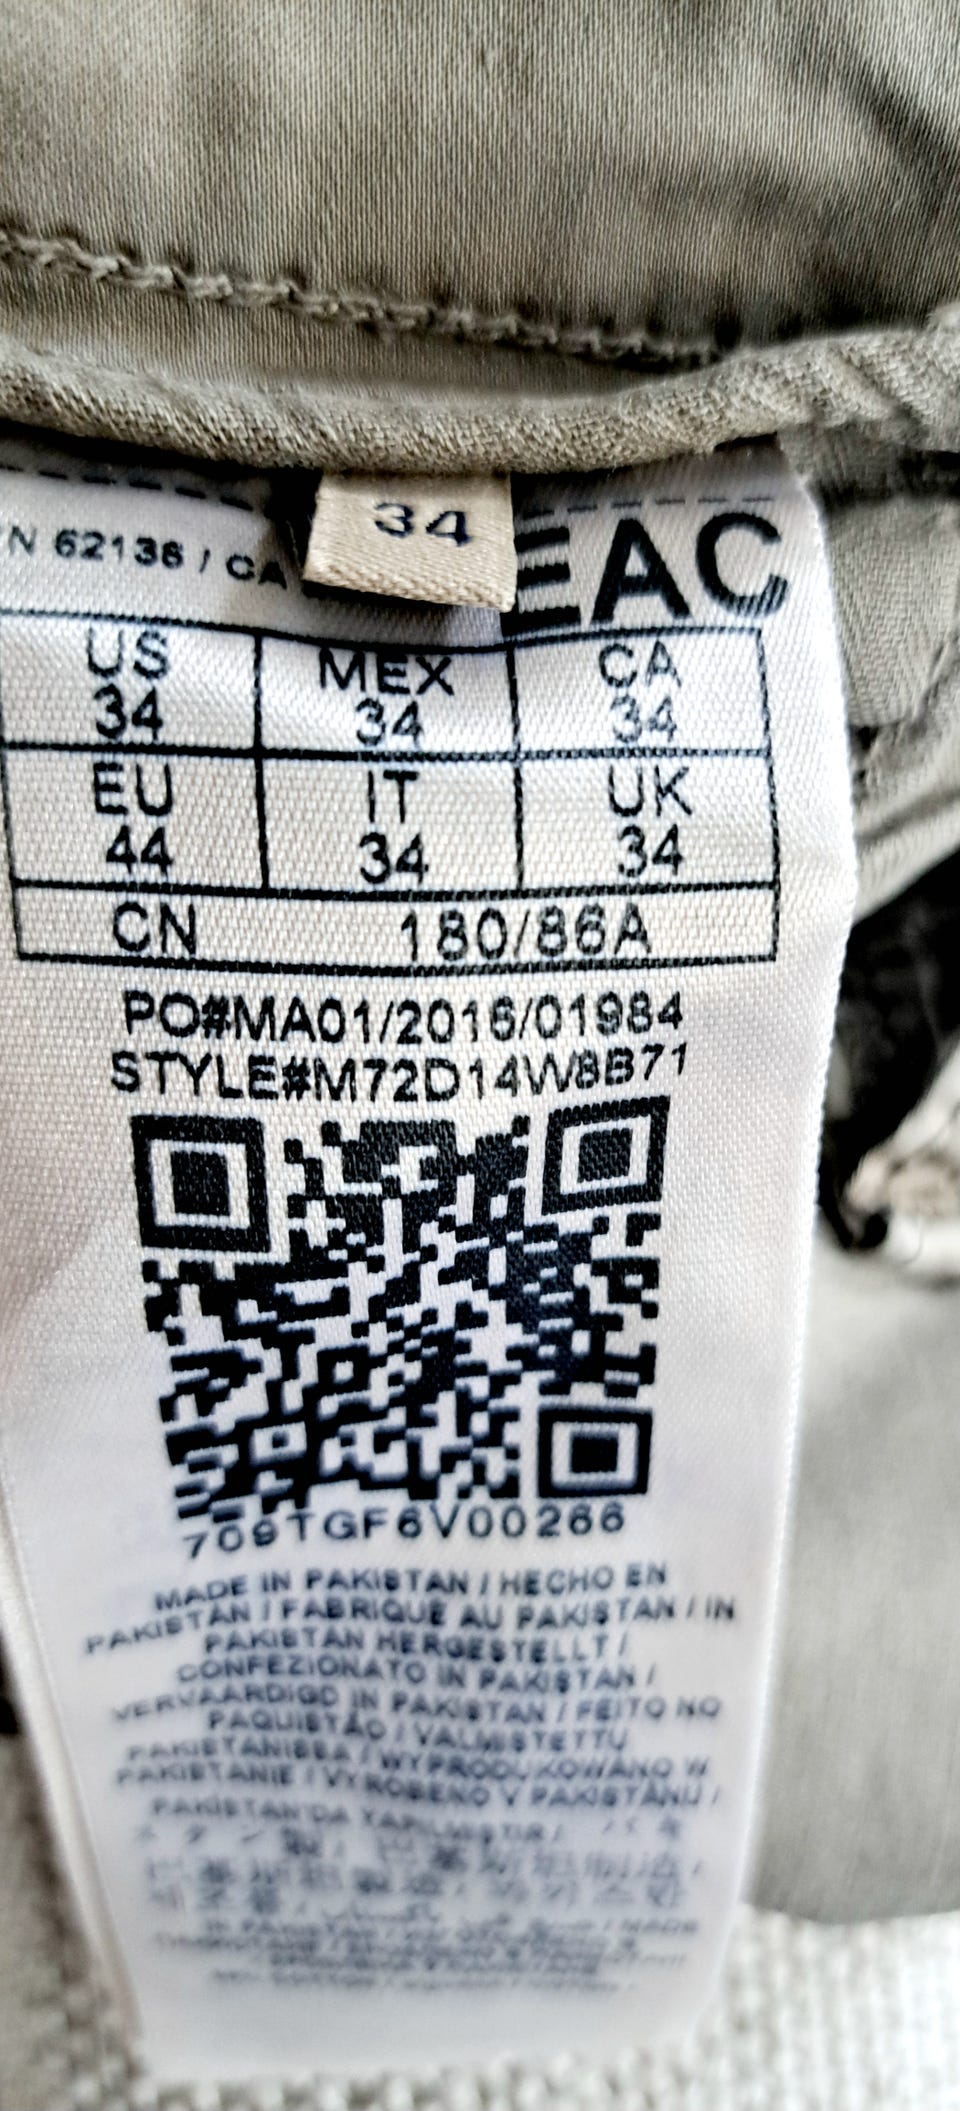 34
N 62136 / CA
EAC
US MEX CA
34 34 34
EU IT UK
44 34 34
CN 180/86A
PO#MA01/2016/01984
STYLE#M72D14W8B71
709TGF6V00266
MADE IN PAKISTAN / HECHO EN
PAKISTAN / FABRIQUÉ AU PAKISTAN / IN
PAKISTAN HERGESTELLT /
CONFEZIONATO IN PAKISTAN /
VERVAARDIGD IN PAKISTAN / FEITO NO
PAQUISTÃO / VALMISTETTU
PAKISTANISSA / WYPRODUKOWANO W
PAKISTANIE / VYROBENO V PAKISTÁNU /
PAKISTAN'DA YAPILMIŞTIR /